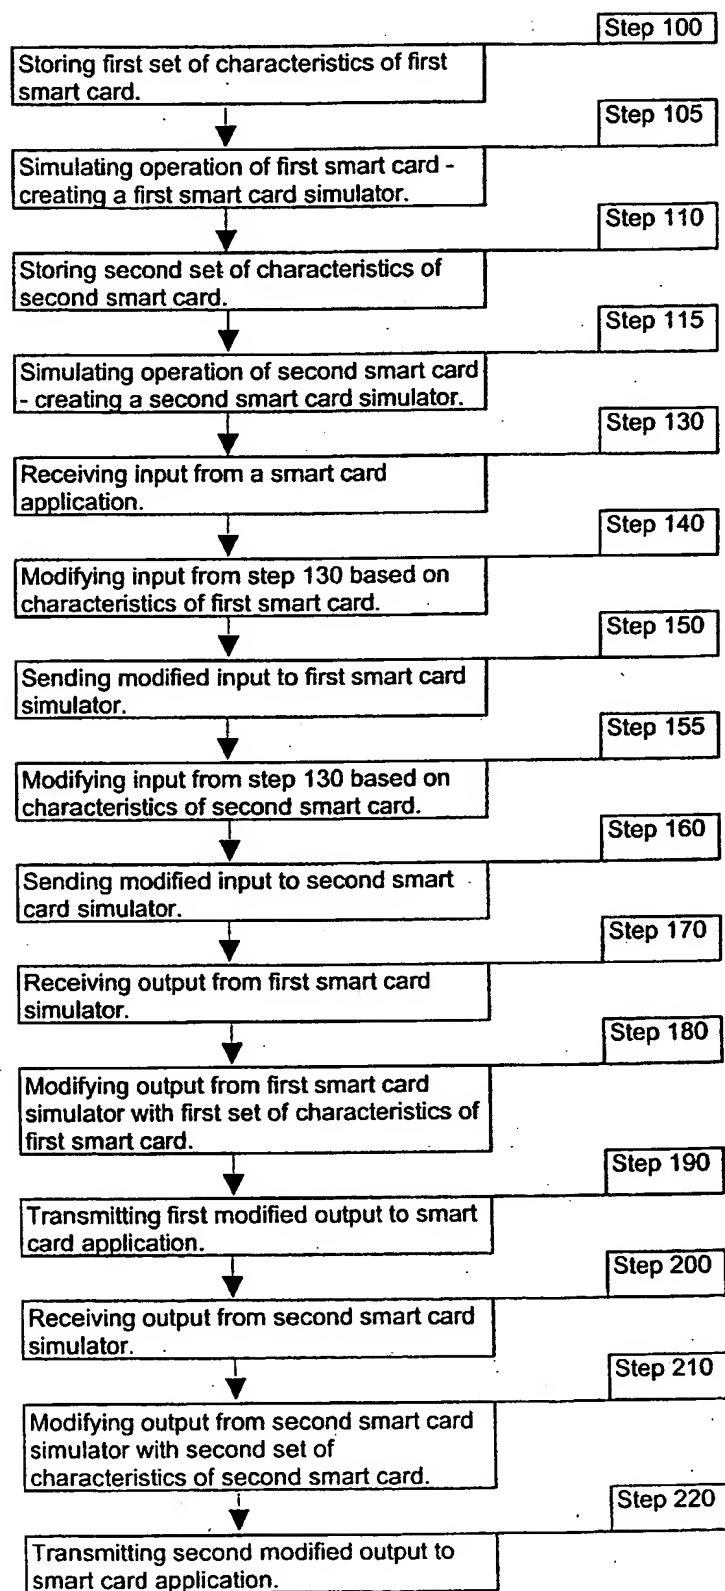 Step 100
Storing first set of characteristics of first
smart card.
Step 105
Simulating operation of first smart card -
creating a first smart card simulator.
Step 110
Storing second set of characteristics of
second smart card.
Step 115
Simulating operation of second smart card
- creating a second smart card simulator.
Step 130
Receiving input from a smart card
application.
Step 140
Modifying input from step 130 based on
characteristics of first smart card.
Step 150
Sending modified input to first smart card
simulator.
Step 155
Modifying input from step 130 based on
characteristics of second smart card.
Step 160
Sending modified input to second smart
card simulator.
Step 170
Receiving output from first smart card
simulator.
Step 180
Modifying output from first smart card
simulator with first set of characteristics of
first smart card.
Step 190
Transmitting first modified output to smart
card application.
Step 200
Receiving output from second smart card
simulator.
Step 210
Modifying output from second smart card
simulator with second set of
characteristics of second smart card.
Step 220
Transmitting second modified output to
smart card application.